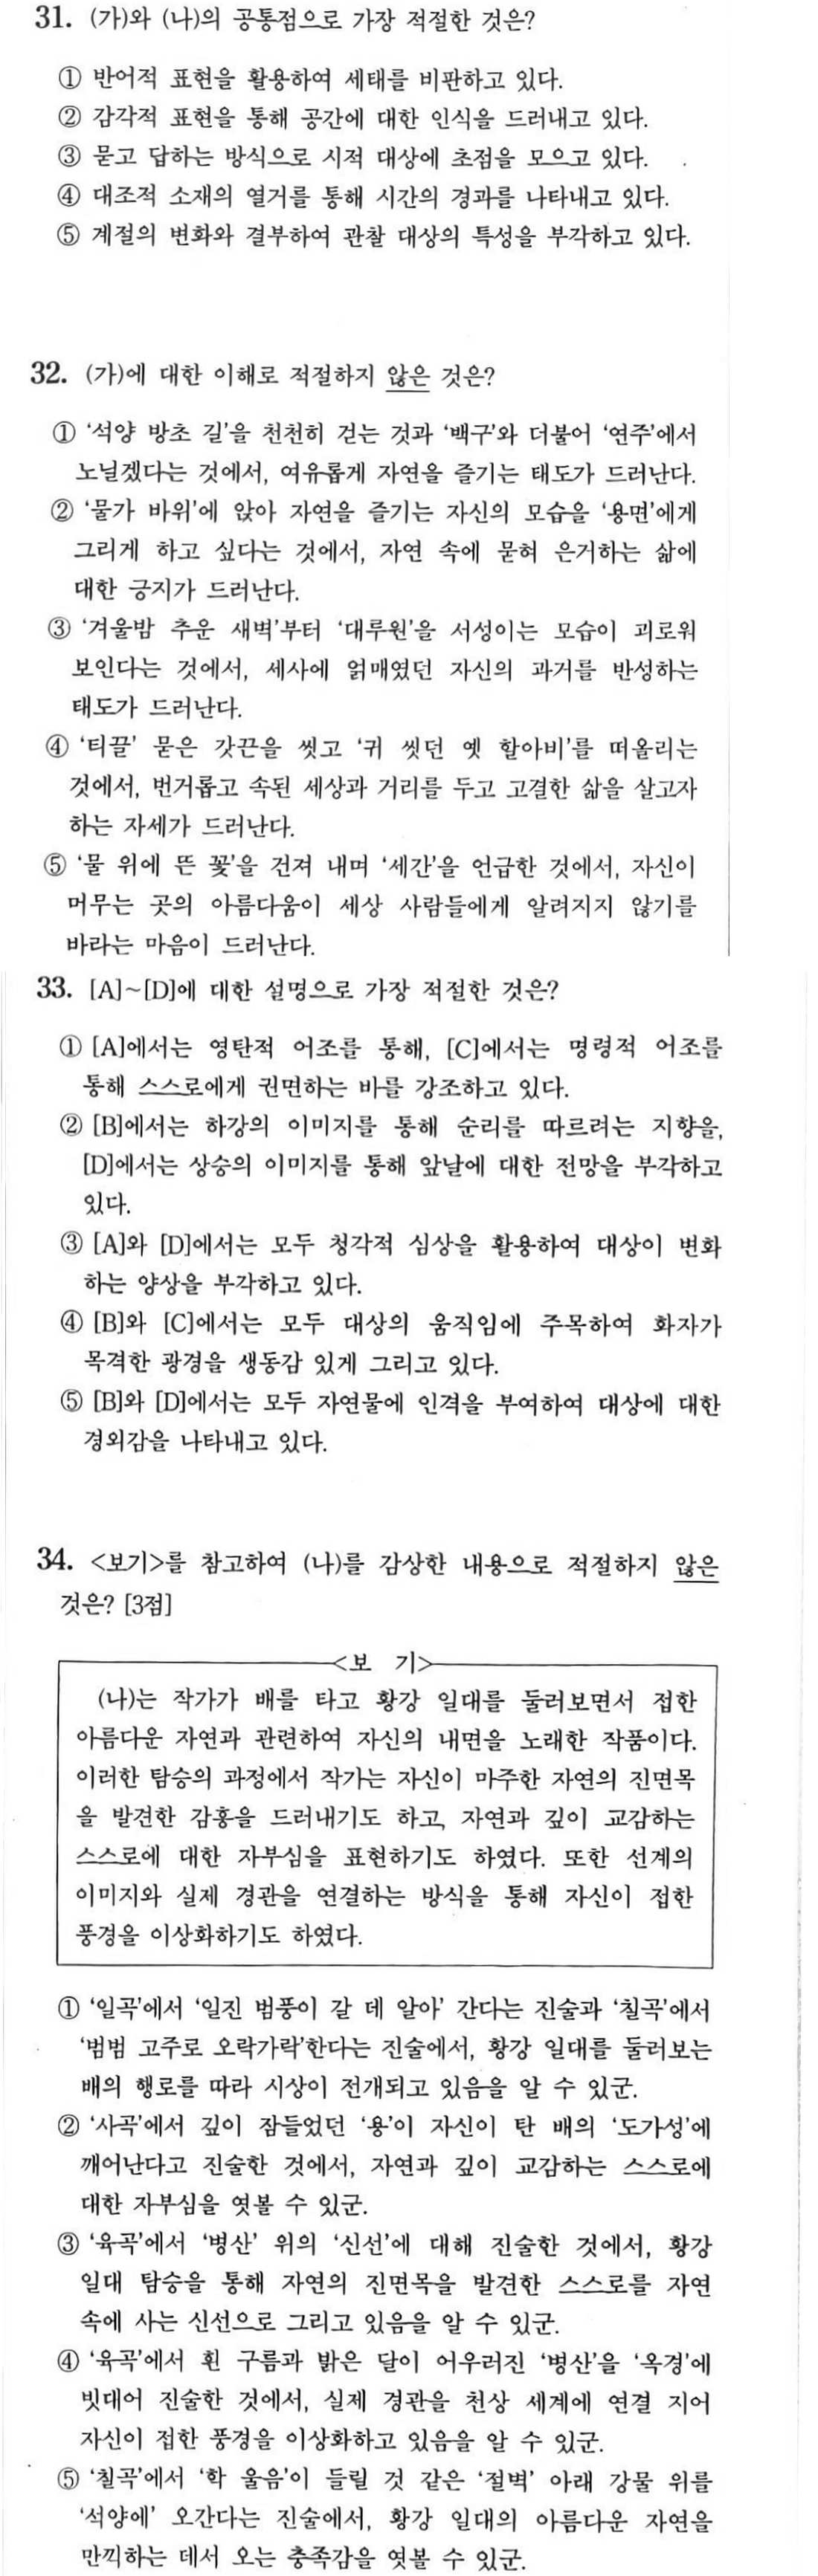 31. (가)와 (나)의 공통점으로 가장 적절한 것은?
① 반어적 표현을 활용하여 세태를 비판하고 있다.
② 감각적 표현을 통해 공간에 대한 인식을 드러내고 있다.
③ 묻고 답하는 방식으로 시적 대상에 초점을 모으고 있다.
④ 대조적 소재의 열거를 통해 시간의 경과를 나타내고 있다.
⑤ 계절의 변화와 결부하여 관찰 대상의 특성을 부각하고 있다.
32. (가)에 대한 이해로 적절하지 않은 것은?
① ‘석양 방초 길’을 천천히 걷는 것과 ‘백구’와 더불어 ‘연주’에서
노닐겠다는 것에서, 여유롭게 자연을 즐기는 태도가 드러난다.
② ‘물가 바위’에 앉아 자연을 즐기는 자신의 모습을 ‘용면’에게
그리게 하고 싶다는 것에서, 자연 속에 묻혀 은거하는 삶에
대한 긍지가 드러난다.
③ ‘겨울밤 추운 새벽’부터 ‘대루원’을 서성이는 모습이 괴로워
보인다는 것에서, 세사에 얽매였던 자신의 과거를 반성하는
태도가 드러난다.
④ ‘티끌’ 묻은 갓끈을 씻고 ‘귀 씻던 옛 할아비’를 떠올리는
것에서, 번거롭고 속된 세상과 거리를 두고 고결한 삶을 살고자
하는 자세가 드러난다.
⑤ ‘물 위에 뜬 꽃’을 건져 내며 ‘세간’을 언급한 것에서, 자신이
머무는 곳의 아름다움이 세상 사람들에게 알려지지 않기를
바라는 마음이 드러난다.
33. [A]~[D]에 대한 설명으로 가장 적절한 것은?
① [A]에서는 영탄적 어조를 통해, [C]에서는 명령적 어조를
통해 스스로에게 권면하는 바를 강조하고 있다.
② [B]에서는 하강의 이미지를 통해 순리를 따르려는 지향을,
[D]에서는 상승의 이미지를 통해 앞날에 대한 전망을 부각하고
있다.
③ [A]와 [D]에서는 모두 청각적 심상을 활용하여 대상이 변화
하는 양상을 부각하고 있다.
④ [B]와 [C]에서는 모두 대상의 움직임에 주목하여 화자가
목격한 광경을 생동감 있게 그리고 있다.
⑤ [B]와 [D]에서는 모두 자연물에 인격을 부여하여 대상에 대한
경외감을 나타내고 있다.
34. <보기>를 참고하여 (나)를 감상한 내용으로 적절하지 않은
것은? [3점]
<보 기>
(나)는 작가가 배를 타고 황강 일대를 둘러보면서 접한
아름다운 자연과 관련하여 자신의 내면을 노래한 작품이다.
이러한 탐승의 과정에서 작가는 자신이 마주한 자연의 진면목
을 발견한 감흥을 드러내기도 하고, 자연과 깊이 교감하는
스스로에 대한 자부심을 표현하기도 하였다. 또한 선계의
이미지와 실제 경관을 연결하는 방식을 통해 자신이 접한
풍경을 이상화하기도 하였다.
① ‘일곡’에서 ‘일진 범풍이 갈 데 알아’ 간다는 진술과 ‘칠곡’에서
‘범범 고주로 오락가락’한다는 진술에서, 황강 일대를 둘러보는
배의 행로를 따라 시상이 전개되고 있음을 알 수 있군.
② ‘사곡’에서 깊이 잠들었던 ‘용’이 자신이 탄 배의 ‘도가성’에
깨어난다고 진술한 것에서, 자연과 깊이 교감하는 스스로에
대한 자부심을 엿볼 수 있군.
③ ‘육곡’에서 ‘병산’ 위의 ‘신선’에 대해 진술한 것에서, 황강
일대 탐승을 통해 자연의 진면목을 발견한 스스로를 자연
속에 사는 신선으로 그리고 있음을 알 수 있군.
④ ‘육곡’에서 흰 구름과 밝은 달이 어우러진 ‘병산’을 ‘옥경’에
빗대어 진술한 것에서, 실제 경관을 천상 세계에 연결 지어
자신이 접한 풍경을 이상화하고 있음을 알 수 있군.
⑤ ‘칠곡’에서 ‘학 울음’이 들릴 것 같은 ‘절벽’ 아래 강물 위를
‘석양에’ 오간다는 진술에서, 황강 일대의 아름다운 자연을
만끽하는 데서 오는 충족감을 엿볼 수 있군.